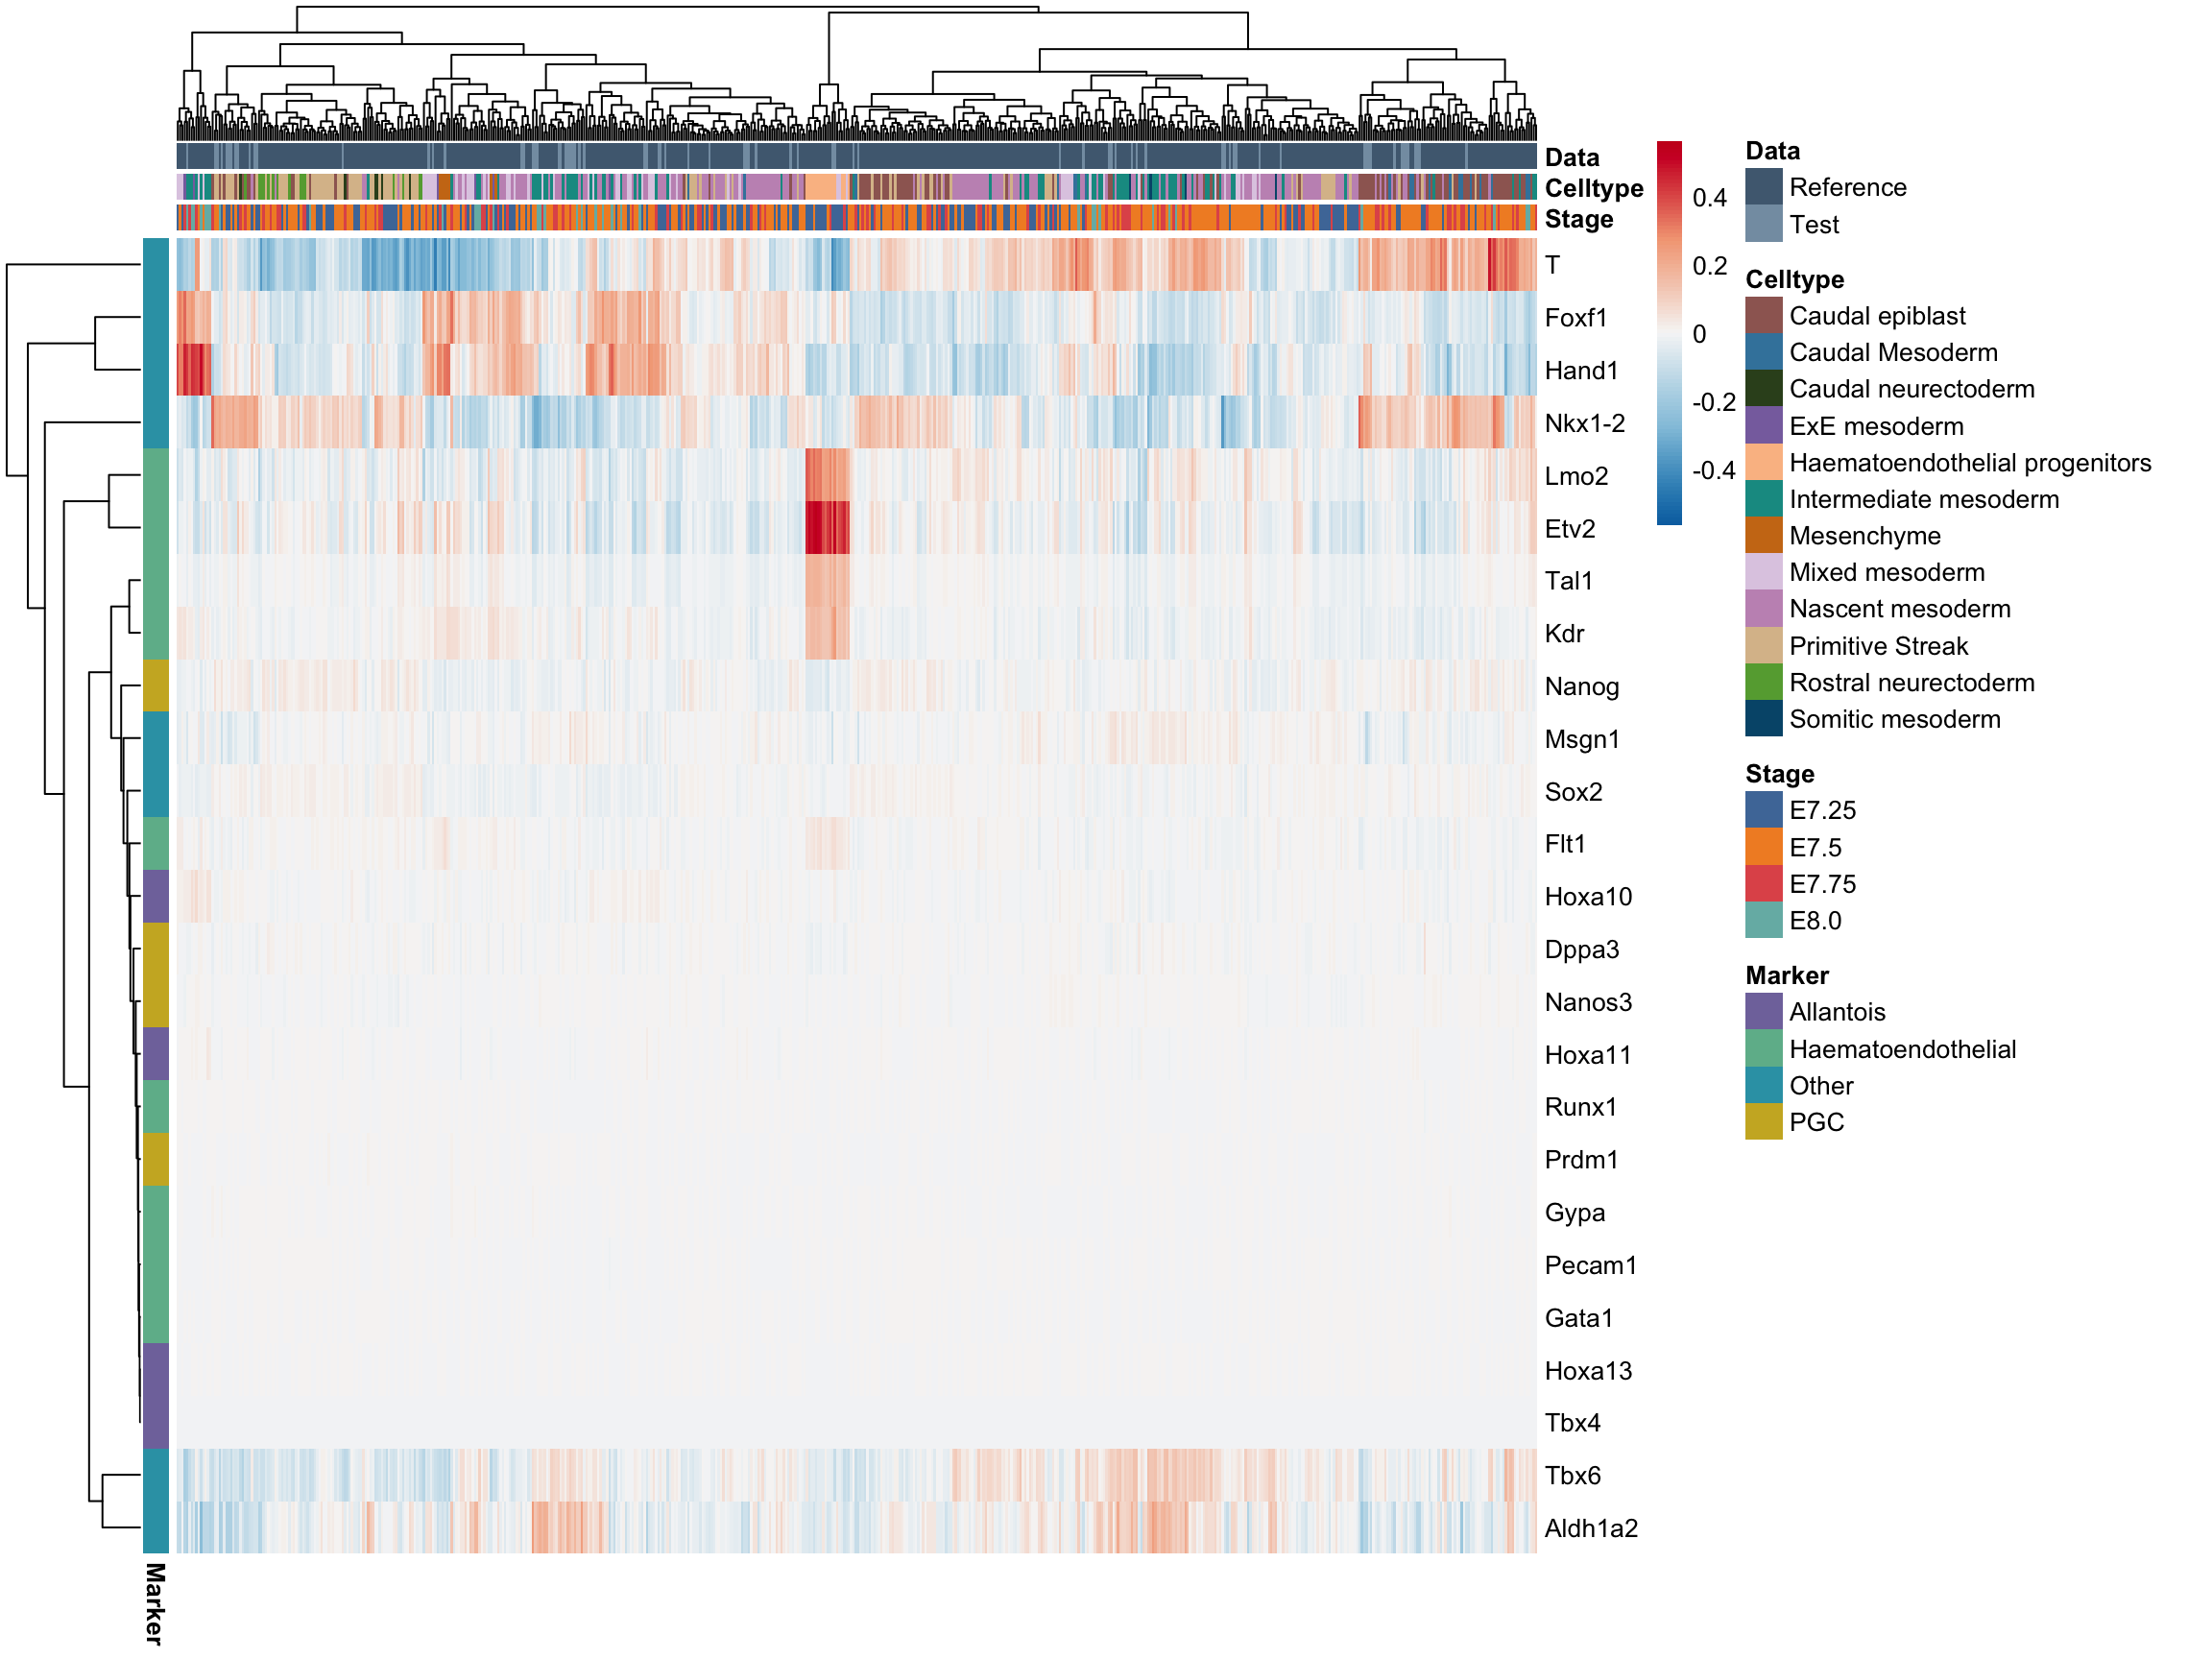 Data
Celltype
Stage
T
Foxf1
Hand1
Nkx1-2
Lmo2
Etv2
Tal1
Kdr
Nanog
Msgn1
Sox2
Flt1
Hoxa10
Dppa3
Nanos3
Hoxa11
Runx1
Prdm1
Gypa
Pecam1
Gata1
Hoxa13
Tbx4
Tbx6
Aldh1a2
Marker
0.4
0.2
0
-0.2
-0.4
Data
Reference
Test
Celltype
Caudal epiblast
Caudal Mesoderm
Caudal neurectoderm
ExE mesoderm
Haematoendothelial progenitors
Intermediate mesoderm
Mesenchyme
Mixed mesoderm
Nascent mesoderm
Primitive Streak
Rostral neurectoderm
Somitic mesoderm
Stage
E7.25
E7.5
E7.75
E8.0
Marker
Allantois
Haematoendothelial
Other
PGC